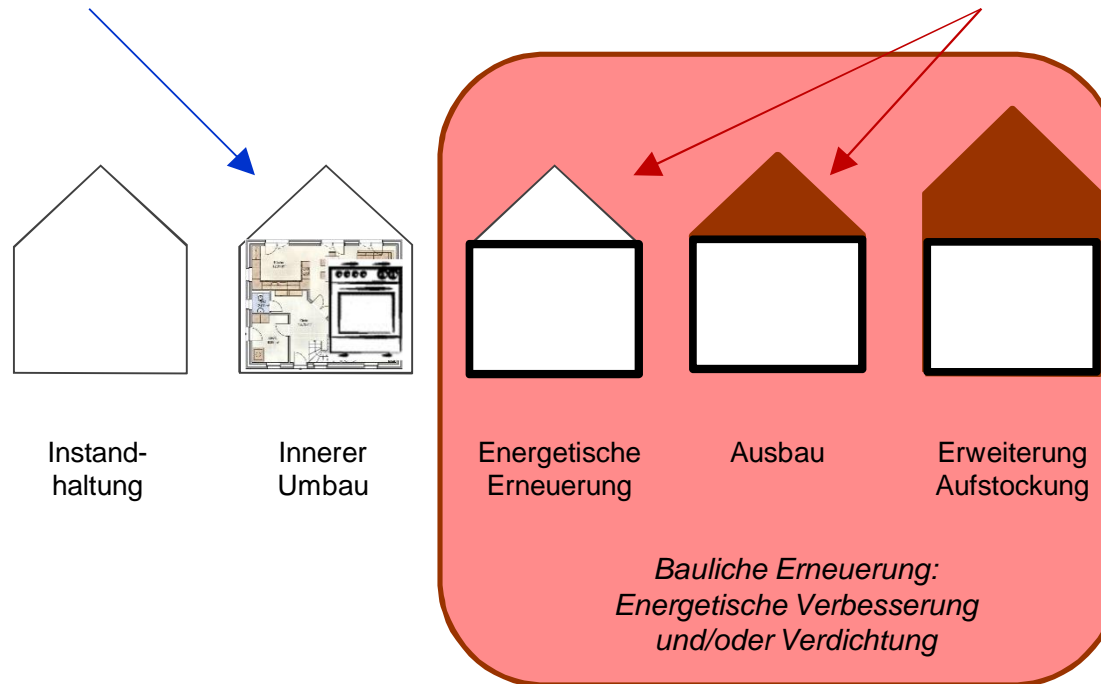 Instand-
haltung
Innerer
Umbau
Energetische
Erneuerung
Ausbau
Erweiterung
Aufstockung
Bauliche Erneuerung:
Energetische Verbesserung
und/oder Verdichtung